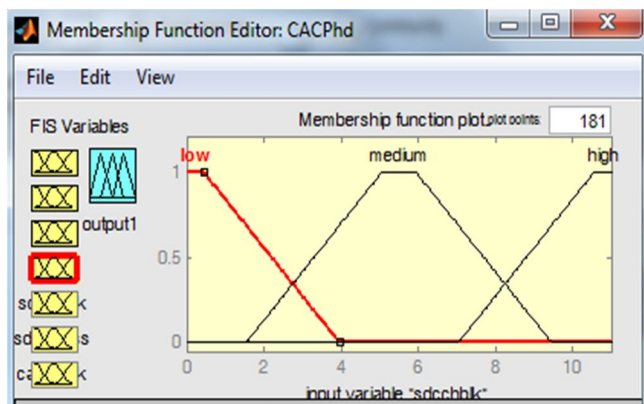 Membership Function Editor: CACPhd
File Edit View
FIS Variables
Membership function plots
plot points:
181
output1
low medium high
1
0.5
0
0 2 4 6 8 10
input variable "sdcchblk"